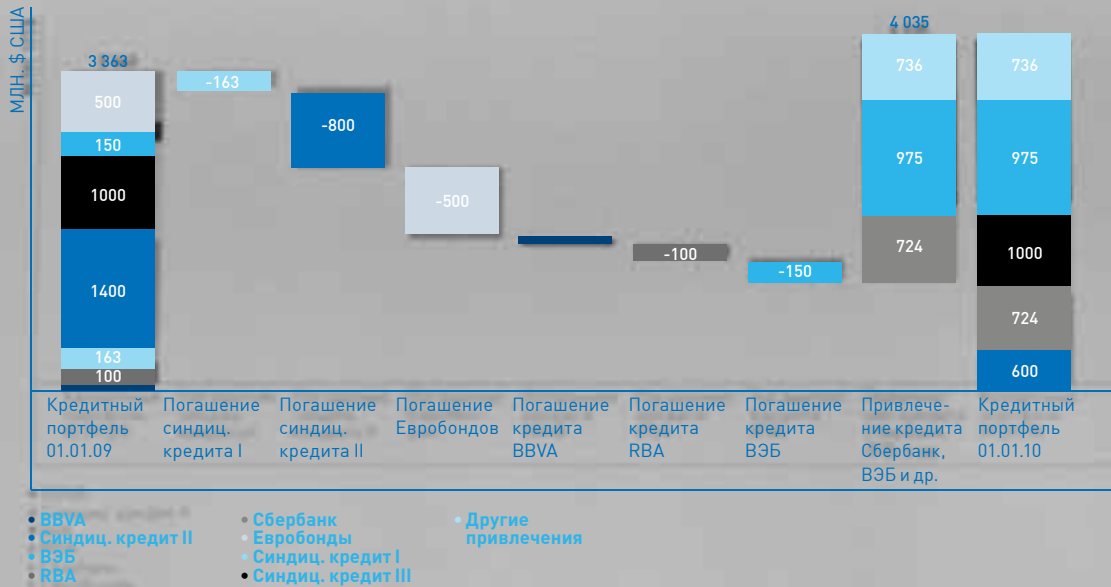 МЛН. $ США
3 363
500
150
1000
1400
163
100
-163
-800
-500
-100
-150
4 035
736
975
724
736
975
1000
724
600
Кредитный
портфель
01.01.09
Погашение
синдиц.
кредита I
Погашение
синдиц.
кредита II
Погашение
Евробондов
Погашение
кредита
BBVA
Погашение
кредита
RBA
Погашение
кредита
ВЭБ
Привлече-
ние кредита
Сбербанк,
ВЭБ и др.
Кредитный
портфель
01.01.10
• BBVA
• Синдиц. кредит II
• ВЭБ
• RBA
• Сбербанк
• Евробонды
• Синдиц. кредит I
• Синдиц. кредит III
• Другие
привлечения